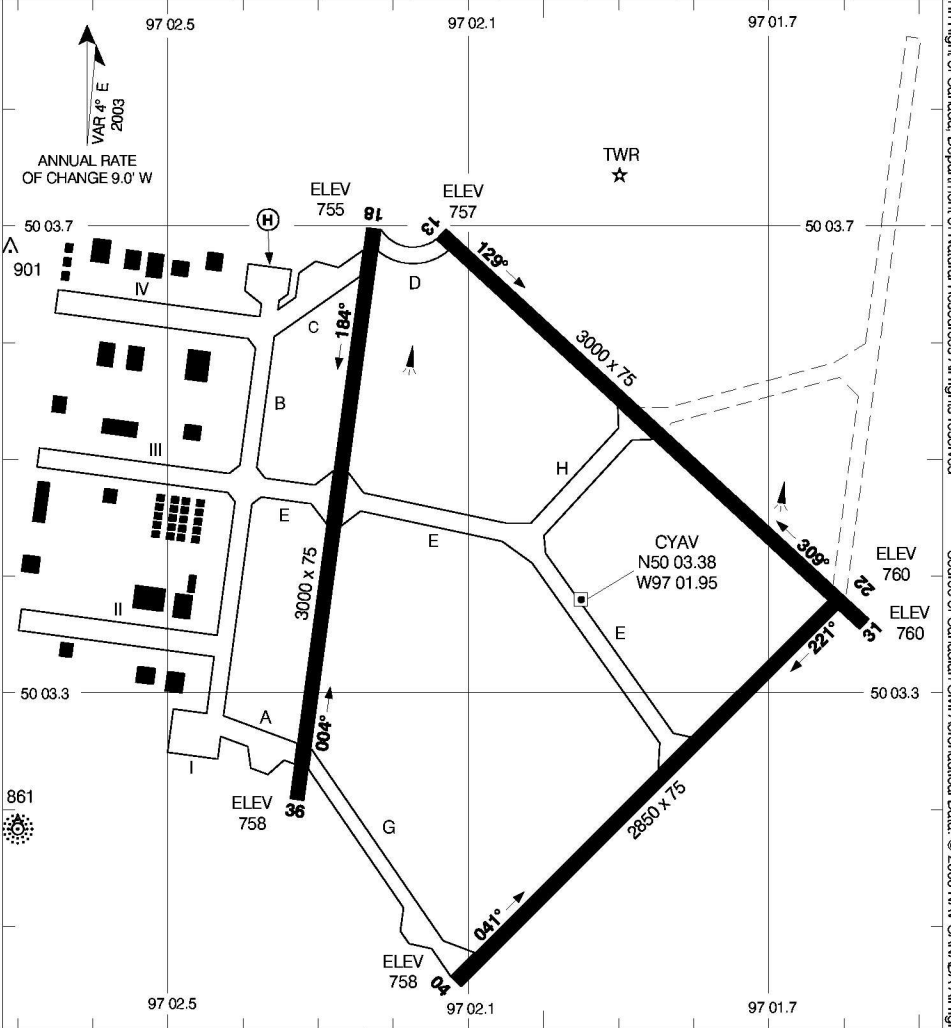 97 02.5
97 02.1
97 01.7
VAR 4° E
2003
ANNUAL RATE
OF CHANGE 9.0' W
TWR
ELEV
755
ELEV
757
H
18
13
50 03.7
50 03.7
901
129°
IV
D
C
184°
3000 x 75
B
III
H
E
E
CYAV
N50 03.38
W97 01.95
309°
ELEV
760
22
3000 x 75
II
E
ELEV
760
31
221°
50 03.3
50 03.3
A
004°
I
861
ELEV
758
36
G
2850 x 75
041°
ELEV
758
04
97 02.5
97 02.1
97 01.7